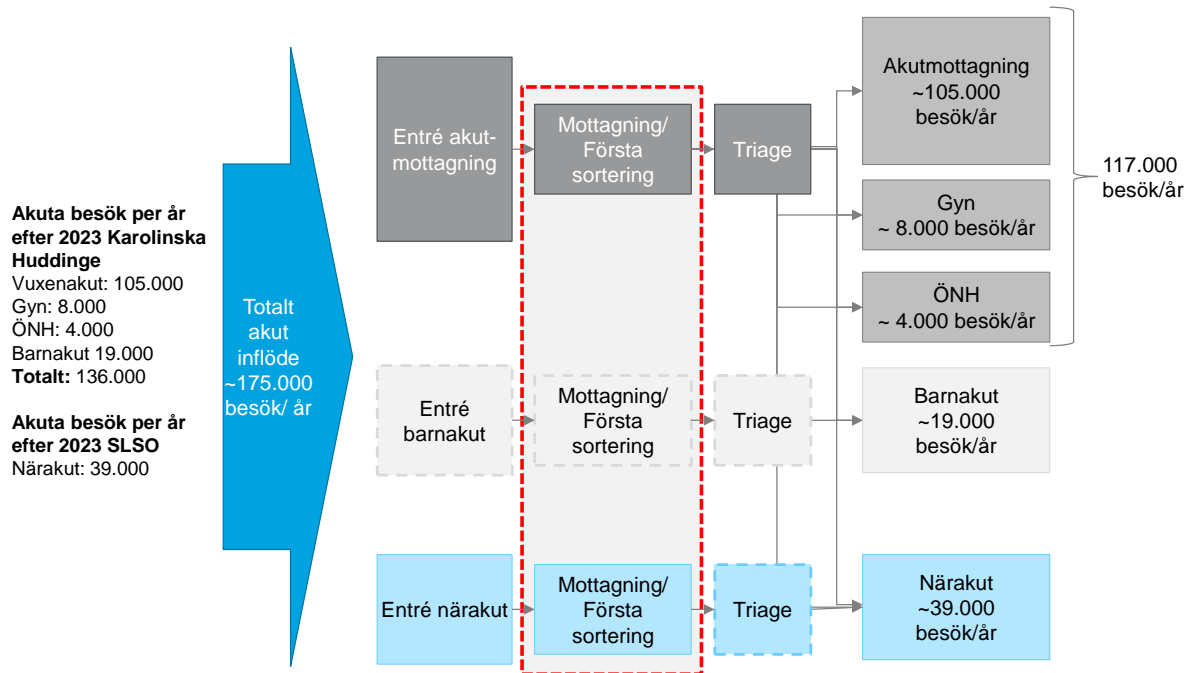 Akuta besök per år
efter 2023 Karolinska
Huddinge
Vuxenakut: 105.000
Gyn: 8.000
ÖNH: 4.000
Barnakut 19.000
Totalt: 136.000
Akuta besök per år
efter 2023 SLSO
Närakut: 39.000
Totalt
akut
inflöde
~175.000
besök/ år
Entré akut-
mottagning
Mottagning/
Första
sortering
Triage
Akutmottagning
~105.000
besök/år
Gyn
~ 8.000 besök/år
ÖNH
~ 4.000 besök/år
117.000
besök/år
Entré
barnakut
Mottagning/
Första
sortering
Triage
Barnakut
~19.000
besök/år
Entré närakut
Mottagning/
Första
sortering
Triage
Närakut
~39.000
besök/år